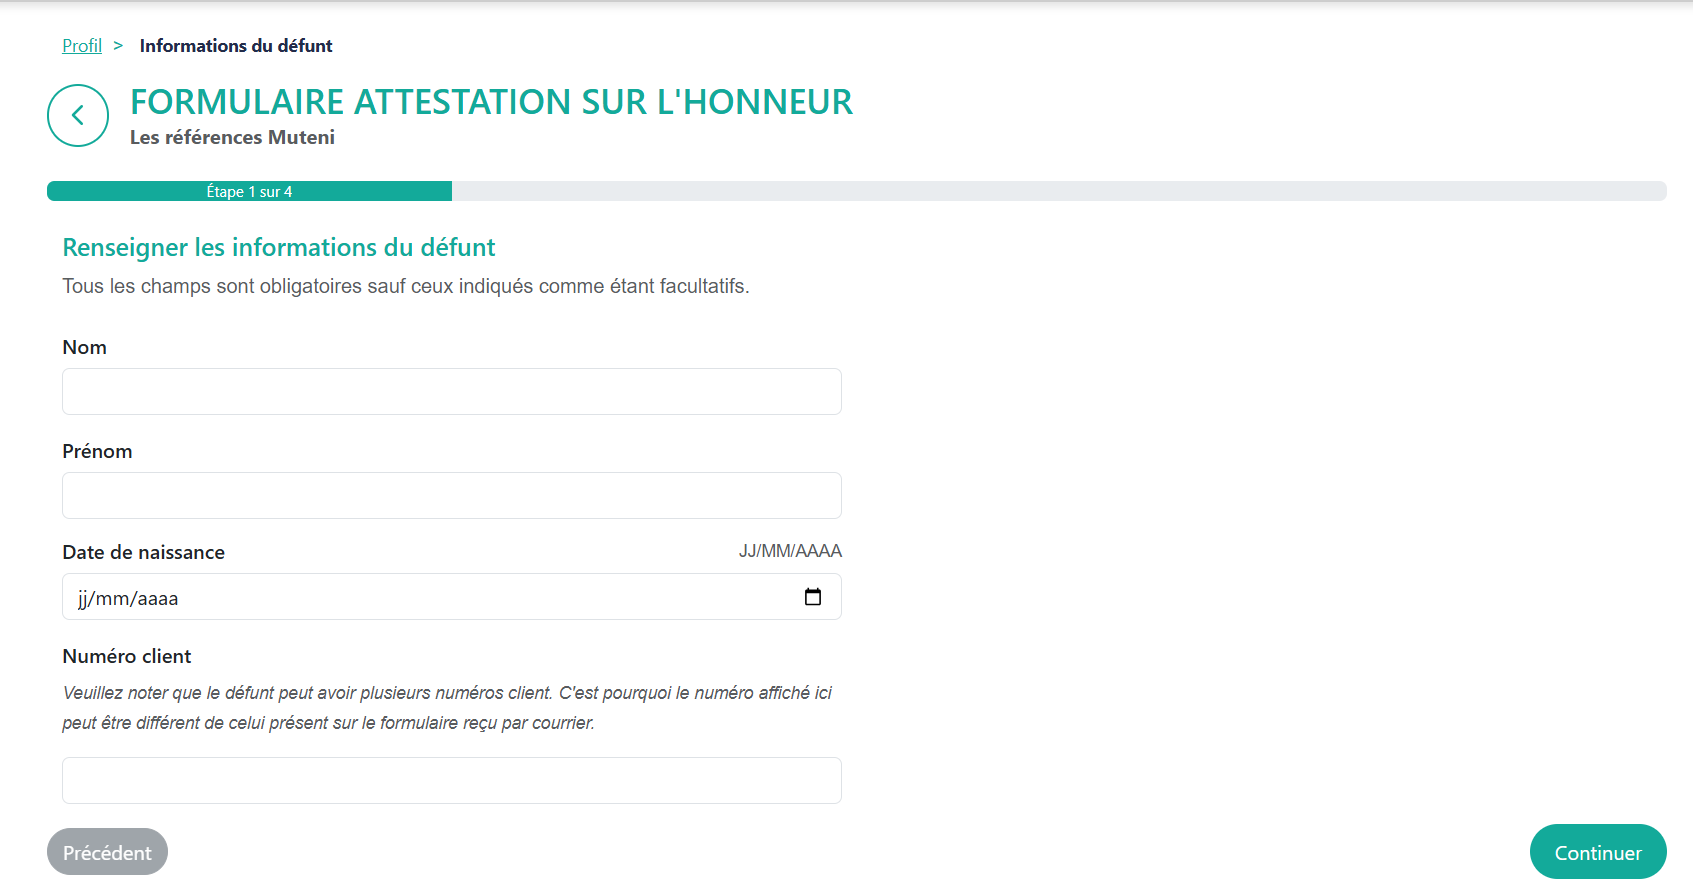 Profil > Informations du défunt
FORMULAIRE ATTESTATION SUR L'HONNEUR
Les références Muteni
Étape 1 sur 4
Renseigner les informations du défunt
Tous les champs sont obligatoires sauf ceux indiqués comme étant facultatifs.
Nom
Prénom
Date de naissance JJ/MM/AAAA
jj/mm/aaaa
Numéro client
Veuillez noter que le défunt peut avoir plusieurs numéros client. C'est pourquoi le numéro affiché ici
peut être différent de celui présent sur le formulaire reçu par courrier.
Précédent Continuer